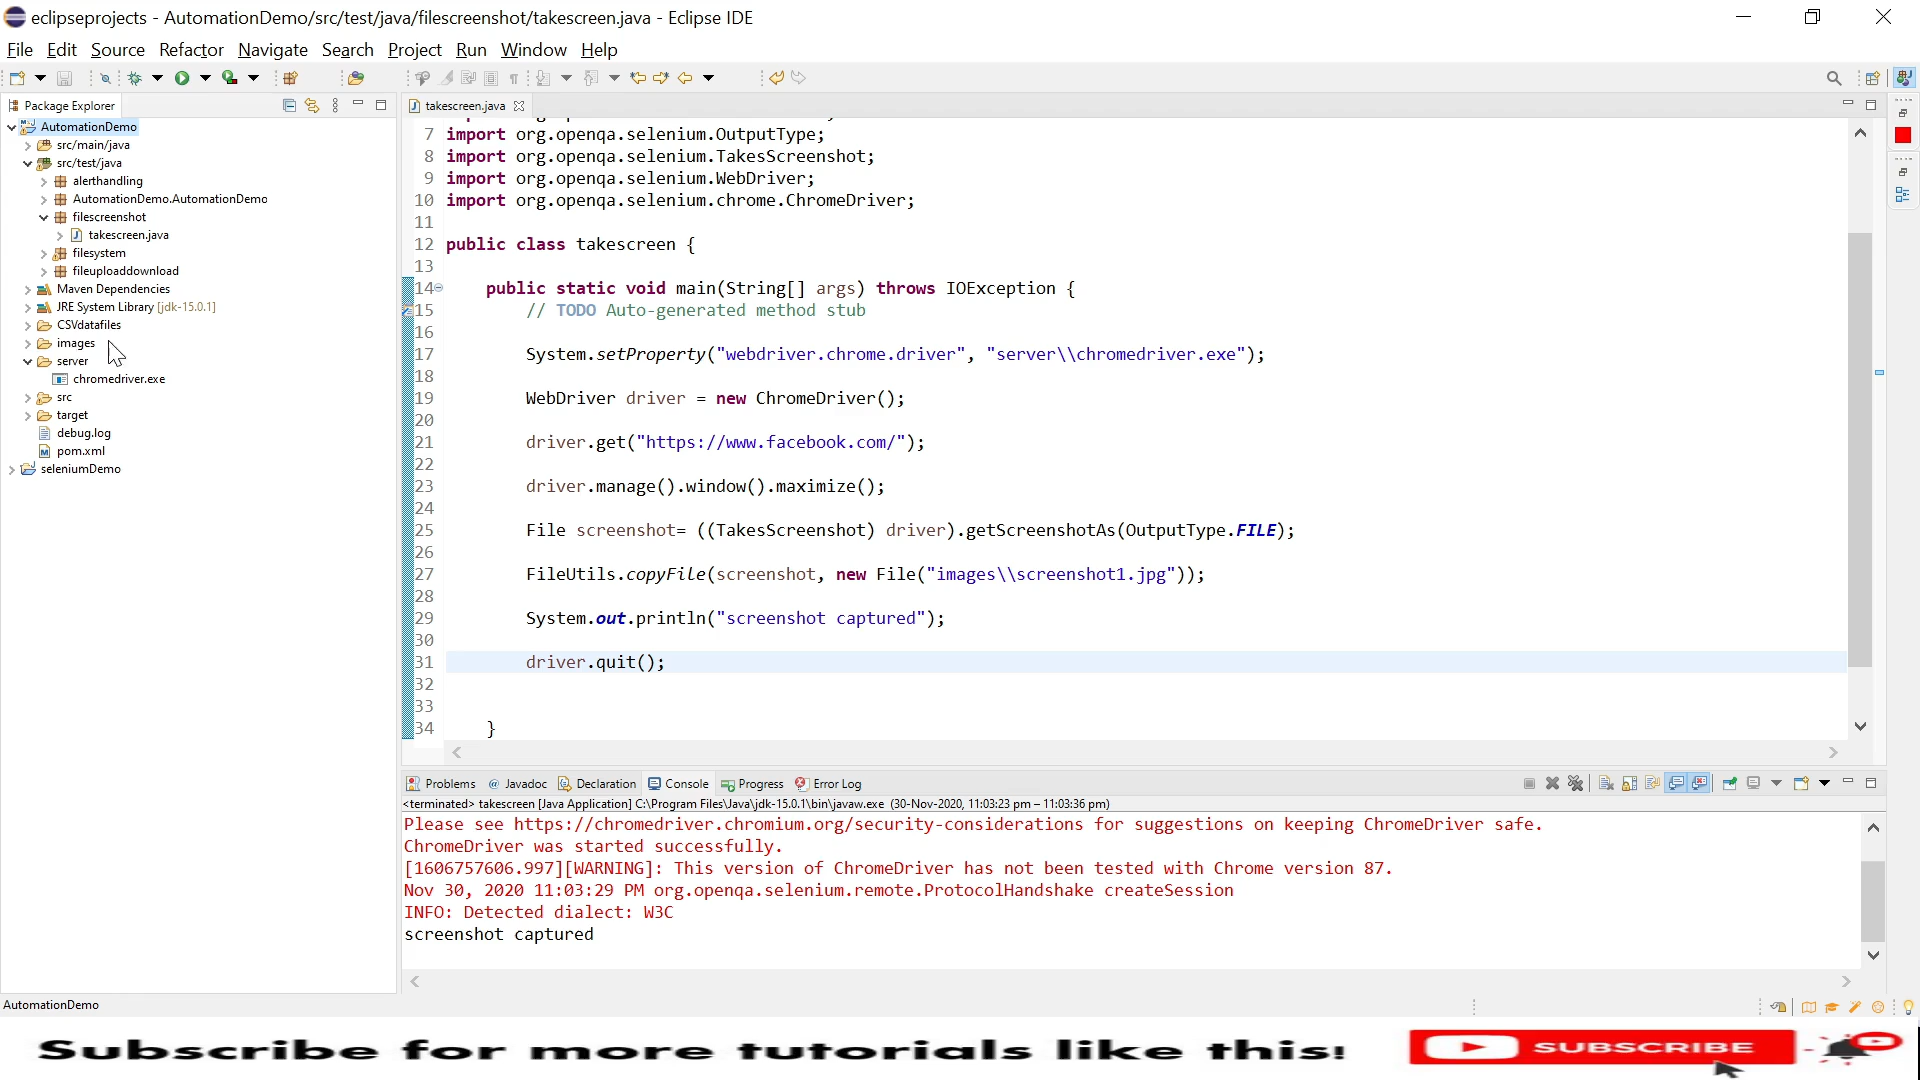 eclipseprojects - AutomationDemo/src/test/java/filescreenshot/takescreen.java - Eclipse IDE
File Edit Source Refactor Navigate Search Project Run Window Help
Package Explorer
AutomationDemo
src/main/java
src/test/java
alerthandling
AutomationDemo.AutomationDemo
filescreenshot
takescreen.java
filesystem
fileuploaddownload
Maven Dependencies
JRE System Library [jdk-15.0.1]
CSVdatafiles
images
server
chromedriver.exe
src
target
debug.log
pom.xml
seleniumDemo
takescreen.java
7 import org.openqa.selenium.OutputType;
8 import org.openqa.selenium.TakesScreenshot;
9 import org.openqa.selenium.WebDriver;
10 import org.openqa.selenium.chrome.ChromeDriver;
11
12 public class takescreen {
13
14 public static void main(String[] args) throws IOException {
15 // TODO Auto-generated method stub
16
17 System.setProperty("webdriver.chrome.driver", "server\\chromedriver.exe");
18
19 WebDriver driver = new ChromeDriver();
20
21 driver.get("https://www.facebook.com/");
22
23 driver.manage().window().maximize();
24
25 File screenshot= ((TakesScreenshot) driver).getScreenshotAs(OutputType.FILE);
26
27 FileUtils.copyFile(screenshot, new File("images\\screenshot1.jpg"));
28
29 System.out.println("screenshot captured");
30
31 driver.quit();
32
33
34 }
Problems Javadoc Declaration Console Progress Error Log
<terminated> takescreen [Java Application] C:\Program Files\Java\jdk-15.0.1\bin\javaw.exe (30-Nov-2020, 11:03:23 pm – 11:03:36 pm)
Please see https://chromedriver.chromium.org/security-considerations for suggestions on keeping ChromeDriver safe.
ChromeDriver was started successfully.
[1606757606.997][WARNING]: This version of ChromeDriver has not been tested with Chrome version 87.
Nov 30, 2020 11:03:29 PM org.openqa.selenium.remote.ProtocolHandshake createSession
INFO: Detected dialect: W3C
screenshot captured
AutomationDemo
Subscribe for more tutorials like this!
SUBSCRIBE